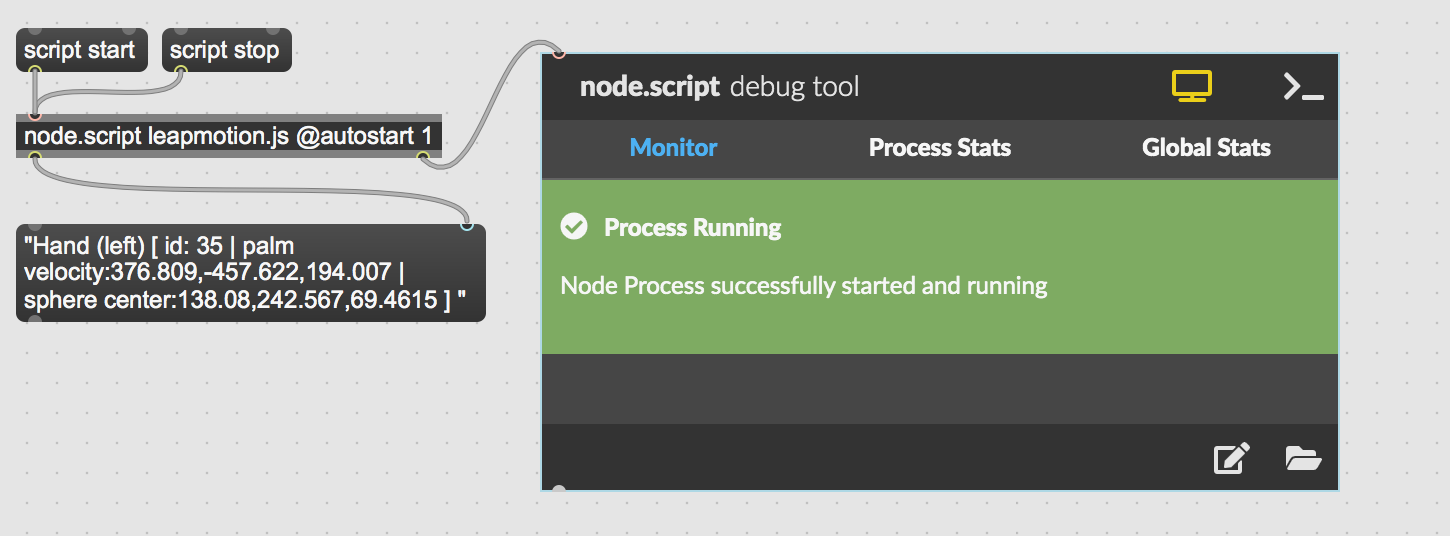 script start
script stop
node.script leapmotion.js @autostart 1
"Hand (left) [ id: 35 | palm
velocity:376.809,-457.622,194.007 |
sphere center:138.08,242.567,69.4615 ] "
node.script debug tool
Monitor
Process Stats
Global Stats
Process Running
Node Process successfully started and running